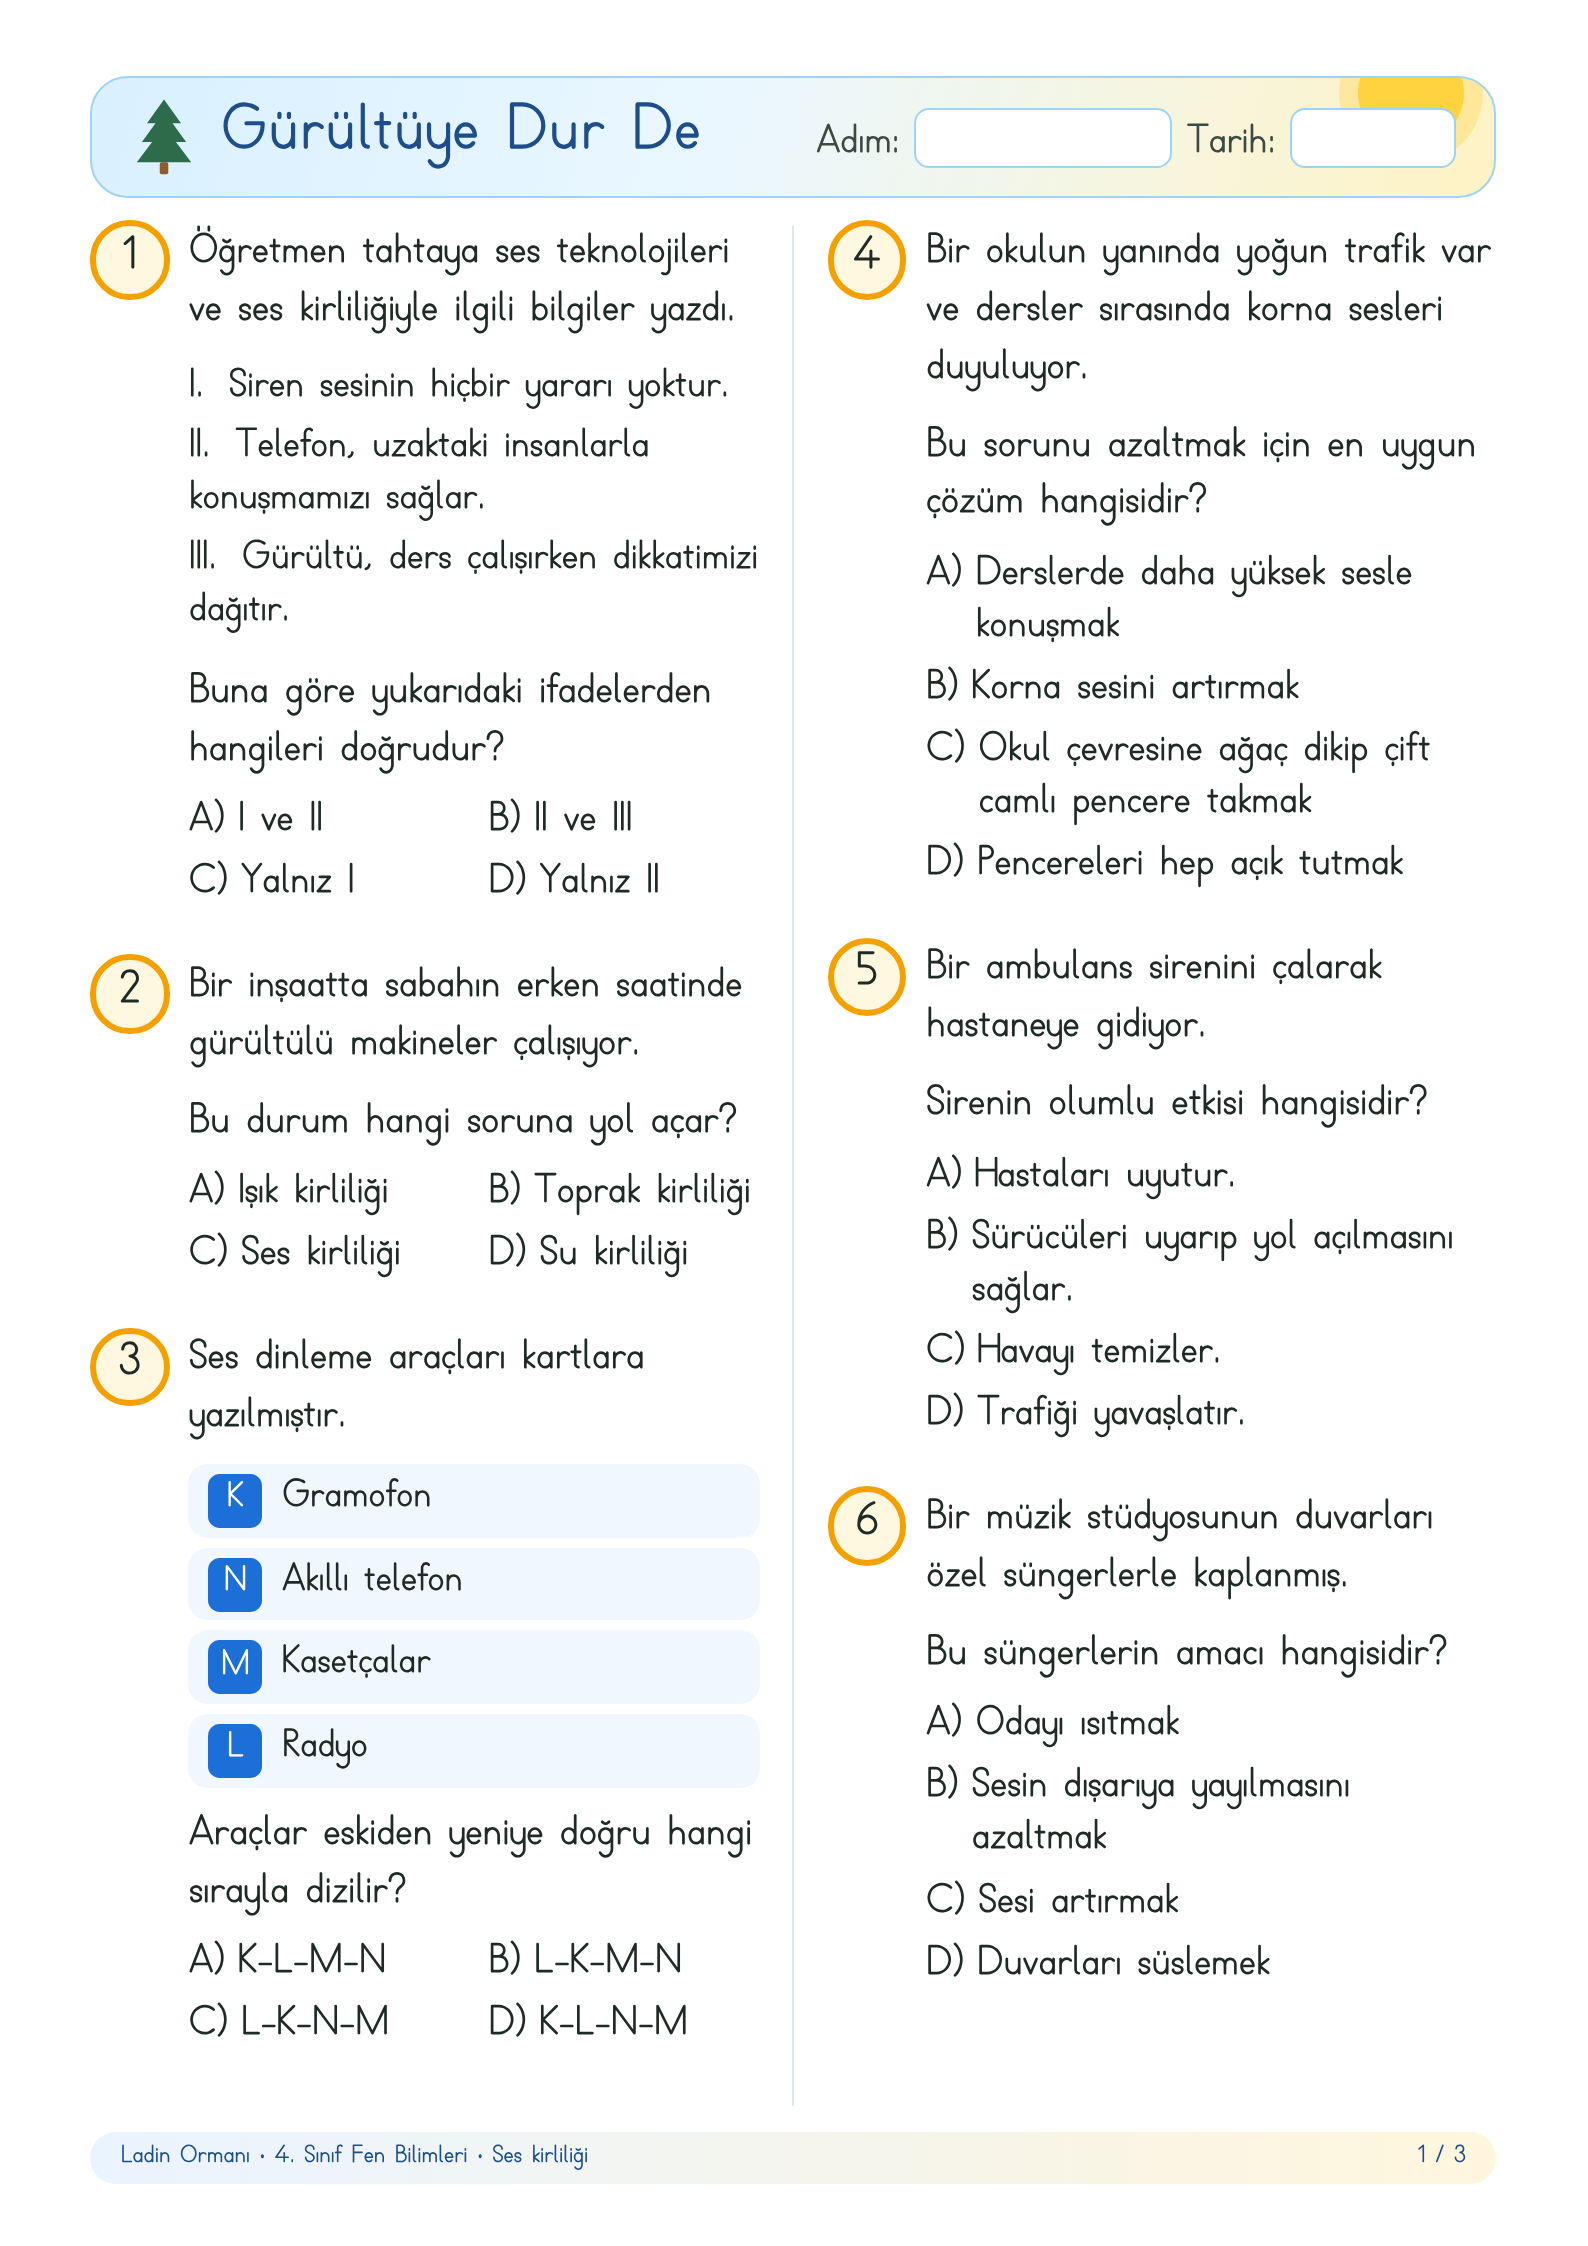 Gürültüye Dur De
Adım:
Tarih:
1
Öğretmen tahtaya ses teknolojileri
ve ses kirliliğiyle ilgili bilgiler yazdı.
I. Siren sesinin hiçbir yararı yoktur.
II. Telefon, uzaktaki insanlarla
konuşmamızı sağlar.
III. Gürültü, ders çalışırken dikkatimizi
dağıtır.
Buna göre yukarıdaki ifadelerden
hangileri doğrudur?
A) I ve II
B) II ve III
C) Yalnız I
D) Yalnız II
2
Bir inşaatta sabahın erken saatinde
gürültülü makineler çalışıyor.
Bu durum hangi soruna yol açar?
A) Işık kirliliği
B) Toprak kirliliği
C) Ses kirliliği
D) Su kirliliği
3
Ses dinleme araçları kartlara
yazılmıştır.
K Gramofon
N Akıllı telefon
M Kasetçalar
L Radyo
Araçlar eskiden yeniye doğru hangi
sırayla dizilir?
A) K-L-M-N
B) L-K-M-N
C) L-K-N-M
D) K-L-N-M
4
Bir okulun yanında yoğun trafik var
ve dersler sırasında korna sesleri
duyuluyor.
Bu sorunu azaltmak için en uygun
çözüm hangisidir?
A) Derslerde daha yüksek sesle
konuşmak
B) Korna sesini artırmak
C) Okul çevresine ağaç dikip çift
camlı pencere takmak
D) Pencereleri hep açık tutmak
5
Bir ambulans sirenini çalarak
hastaneye gidiyor.
Sirenin olumlu etkisi hangisidir?
A) Hastaları uyutur.
B) Sürücüleri uyarıp yol açılmasını
sağlar.
C) Havayı temizler.
D) Trafiği yavaşlatır.
6
Bir müzik stüdyosunun duvarları
özel süngerlerle kaplanmış.
Bu süngerlerin amacı hangisidir?
A) Odayı ısıtmak
B) Sesin dışarıya yayılmasını
azaltmak
C) Sesi artırmak
D) Duvarları süslemek
Ladin Ormanı • 4. Sınıf Fen Bilimleri • Ses kirliliği
1 / 3